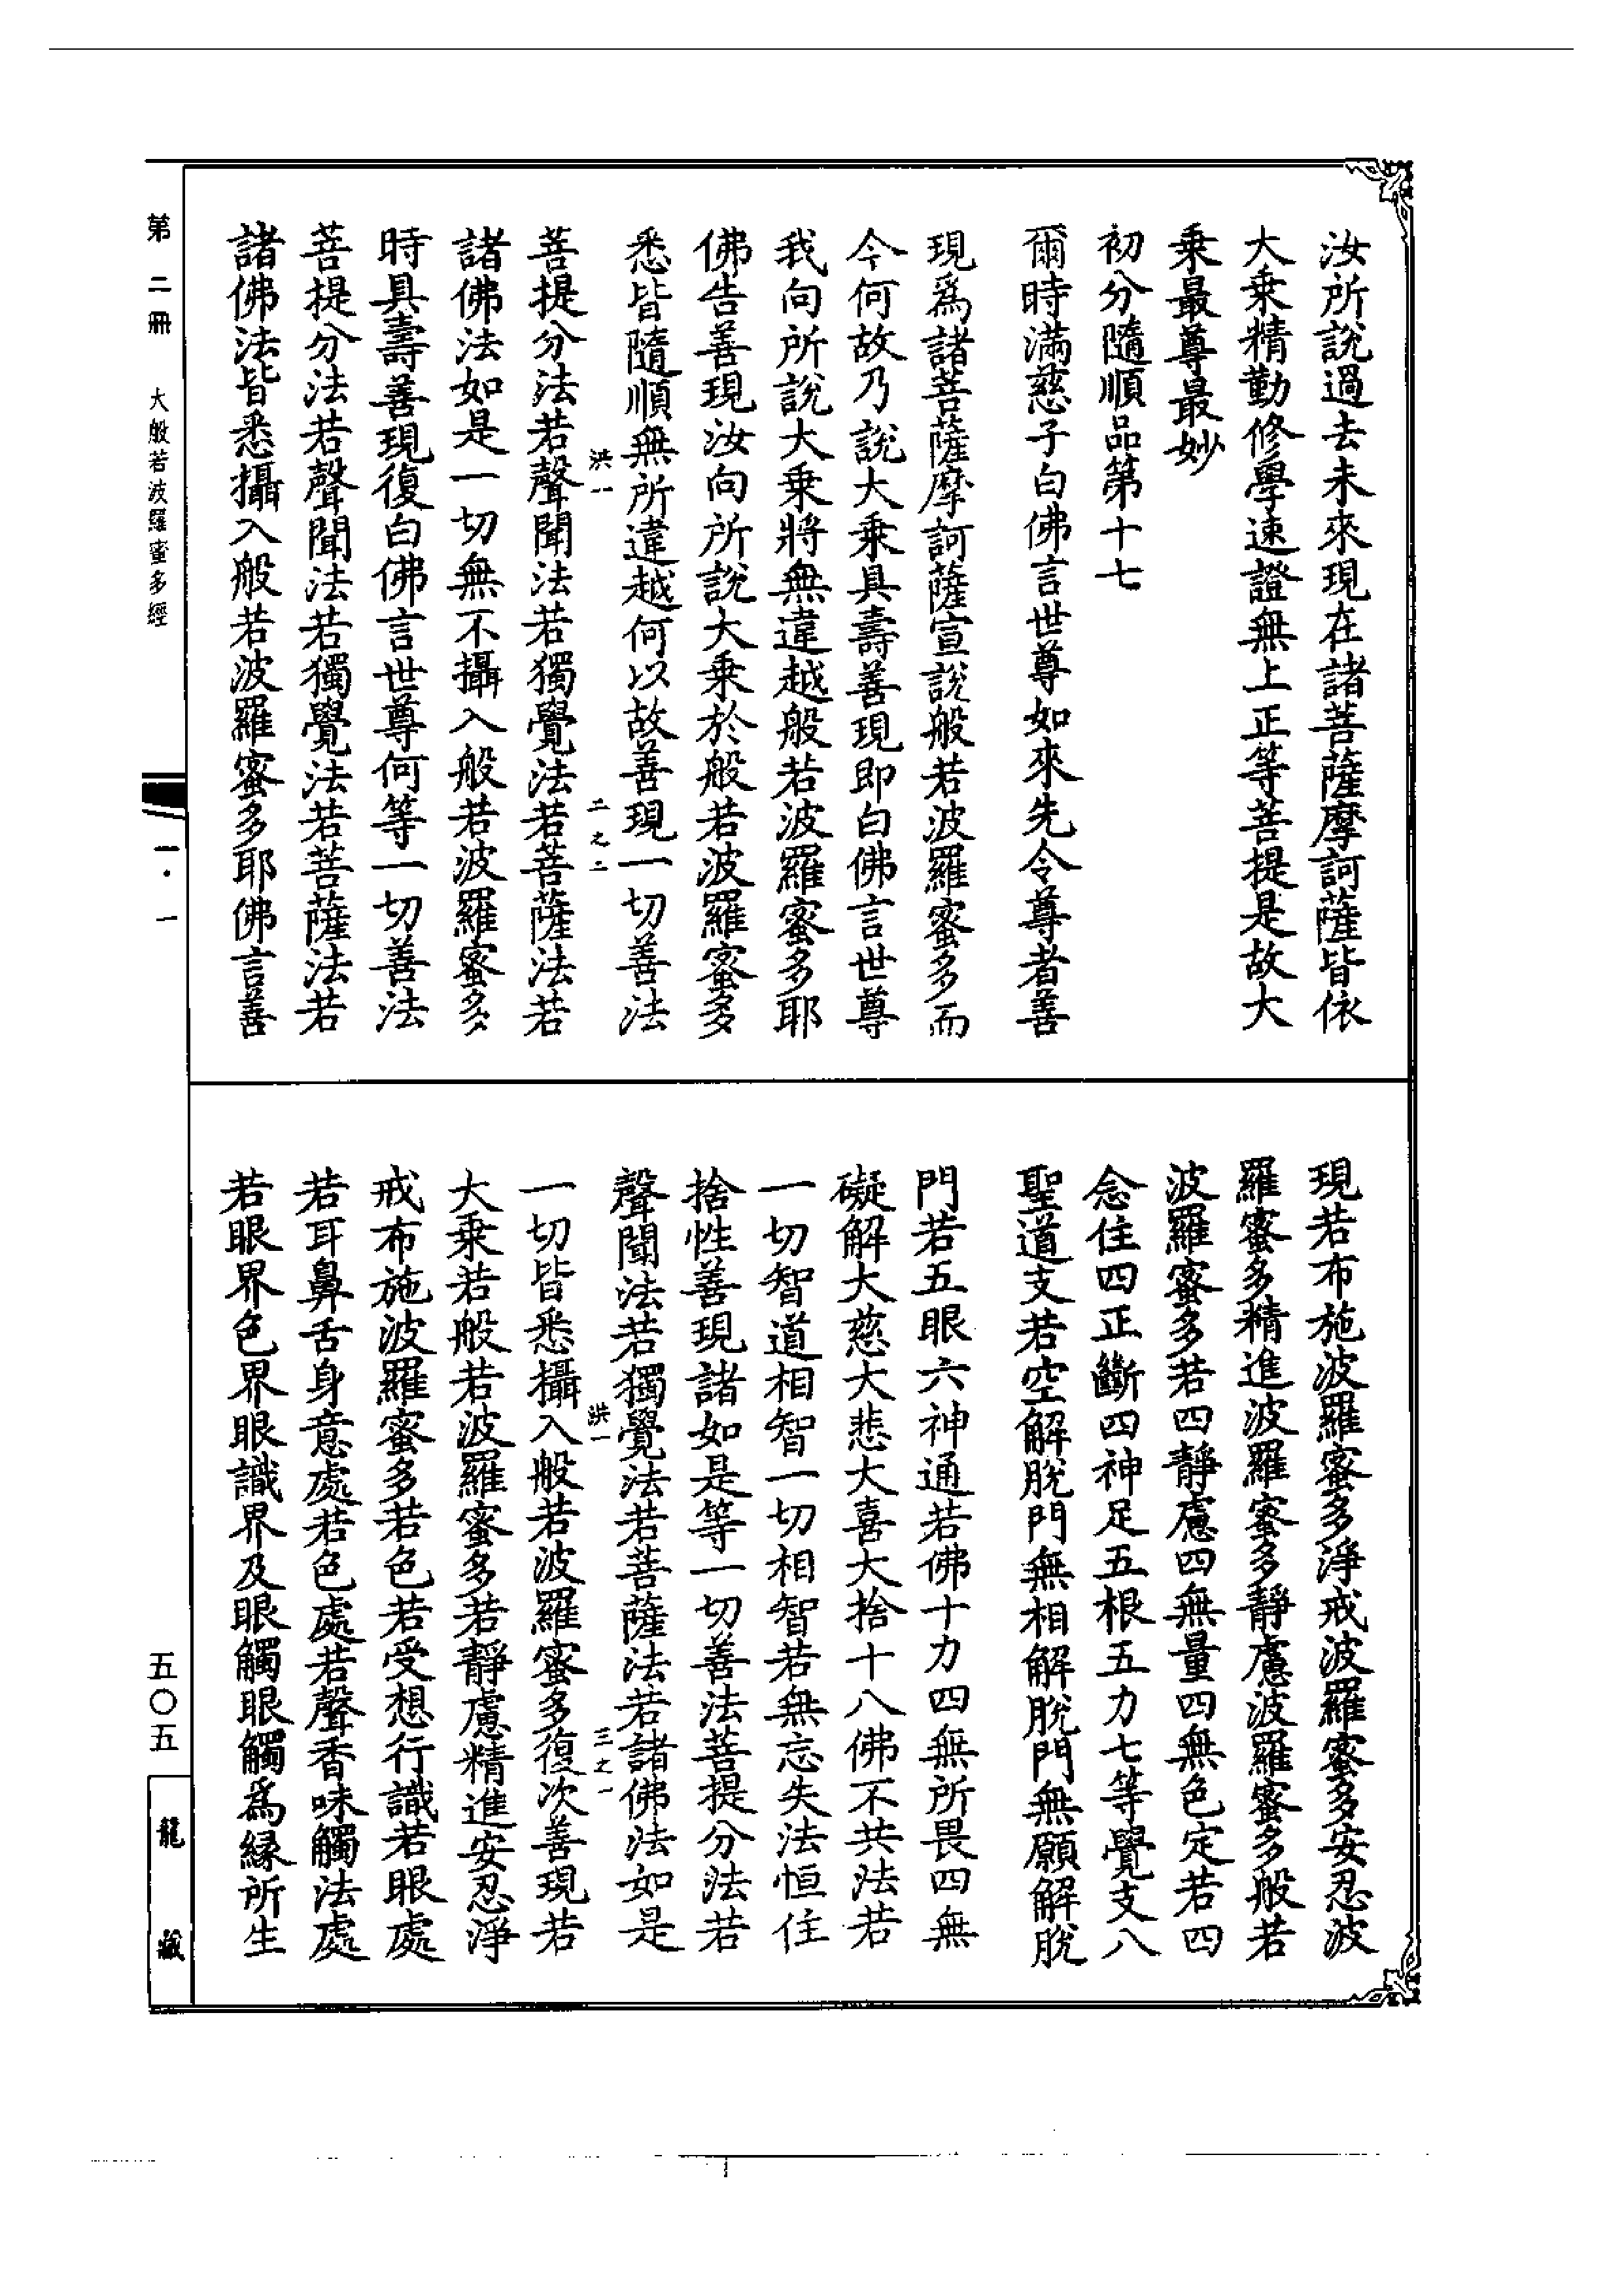 汝所說過去未來現在諸菩薩摩訶薩皆依
大乘精勤修學速證無上正等菩提是故大
乘最尊最妙
初分隨順品第十七
爾時滿慈子白佛言世尊如來先令尊者善
現爲諸菩薩摩訶薩宣說般若波羅蜜多而
今何故乃說大乘具壽善現即白佛言世尊
我向所說大乘將無違越般若波羅蜜多耶
佛告善現汝向所說大乘於般若波羅蜜多
悉皆隨順無所違越何以故善現一切善法
洪一 二之二
菩提分法若聲聞法若獨覺法若菩薩法若
諸佛法如是一切無不攝入般若波羅蜜多
時具壽善現復白佛言世尊何等一切善法
菩提分法若聲聞法若獨覺法若菩薩法若
諸佛法皆悉攝入般若波羅蜜多耶佛言善
現若布施波羅蜜多淨戒波羅蜜多安忍波
羅蜜多精進波羅蜜多靜慮波羅蜜多般若
波羅蜜多若四靜慮四無量四無色定若四
念住四正斷四神足五根五力七等覺支八
聖道支若空解脫門無相解脫門無願解脫
門若五眼六神通若佛十力四無所畏四無
礙解大慈大悲大喜大捨十八佛不共法若
一切智道相智一切相智若無忘失法恒住
捨性善現諸如是等一切善法菩提分法若
聲聞法若獨覺法若菩薩法若諸佛法如是
洪一 三之一
一切皆悉攝入般若波羅蜜多復次善現若
大乘若般若波羅蜜多若靜慮精進安忍淨
戒布施波羅蜜多若色若受想行識若眼處
若耳鼻舌身意處若色處若聲香味觸法處
若眼界色界眼識界及眼觸眼觸爲緣所生
第二冊 大般若波羅蜜多經 一·一 五〇五
龍藏